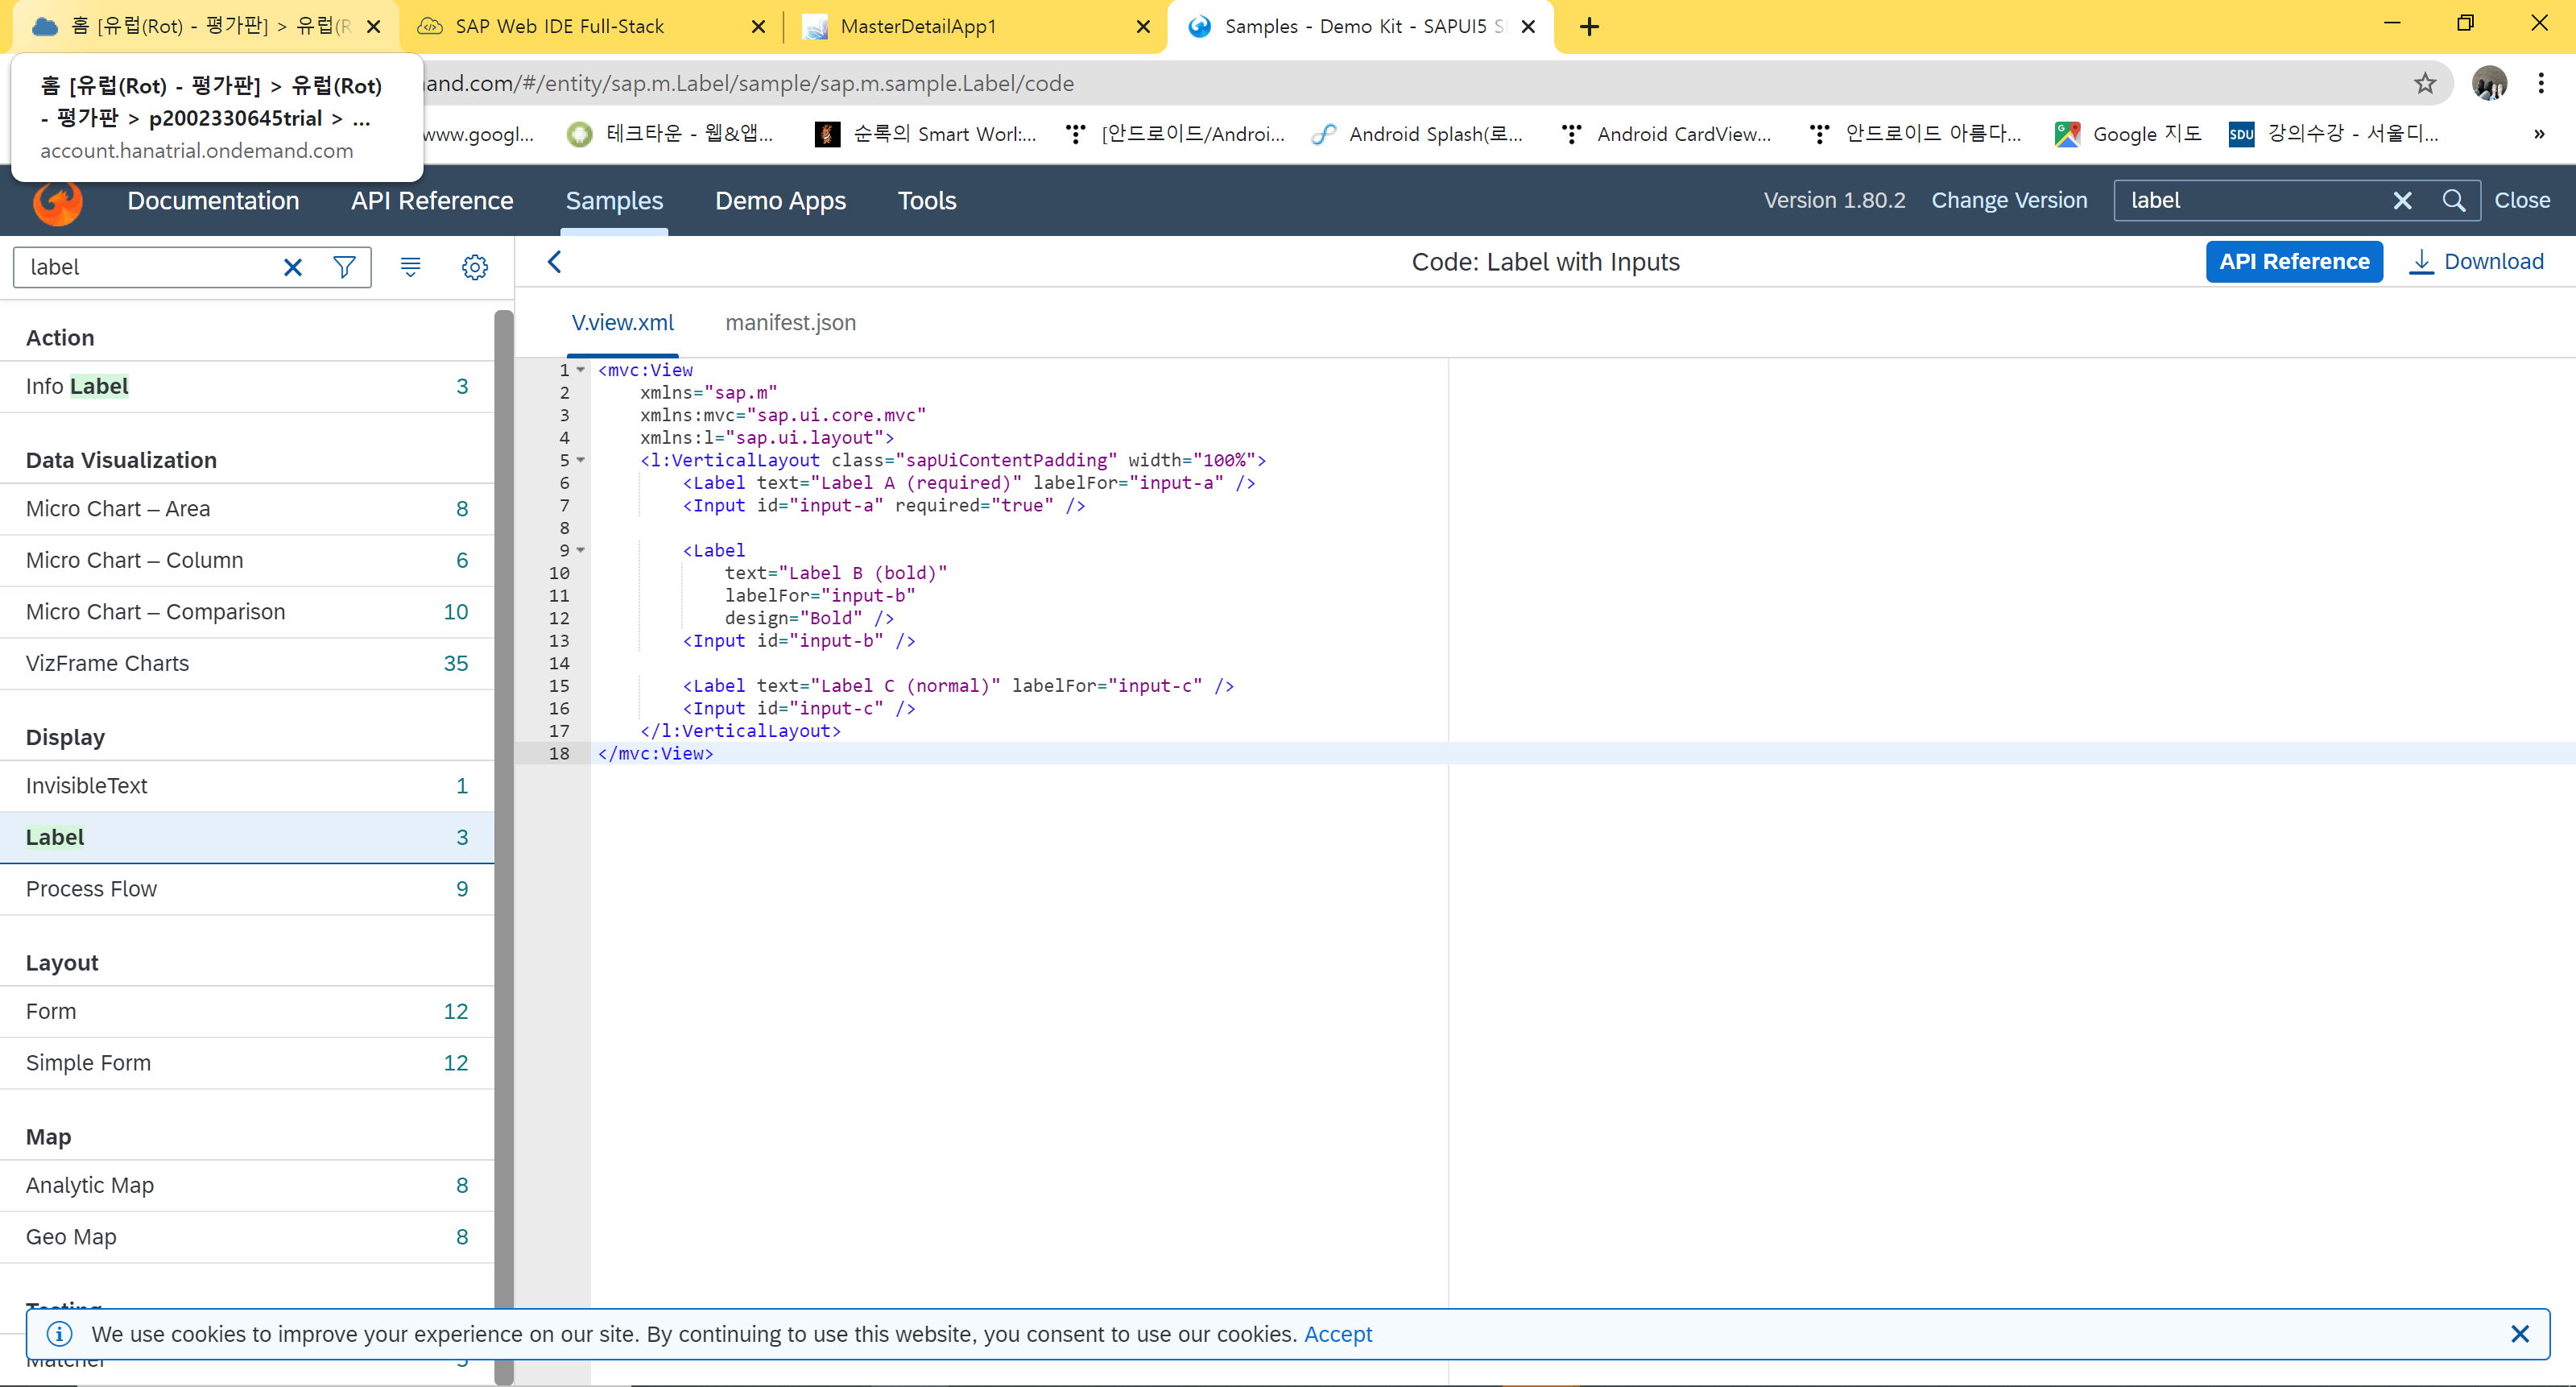 홈 [유럽(Rot) - 평가판] > 유럽(R
SAP Web IDE Full-Stack
MasterDetailApp1
Samples - Demo Kit - SAPUI5 S
홈 [유럽(Rot) - 평가판] > 유럽(Rot)
- 평가판 > p2002330645trial > ...
account.hanatrial.ondemand.com
and.com/#/entity/sap.m.Label/sample/sap.m.sample.Label/code
www.googl...
테크타운 - 웹&앱...
순록의 Smart Worl:...
[안드로이드/Androi...
Android Splash(로...
Android CardView...
안드로이드 아름다...
Google 지도
SDU 강의수강 - 서울디...
»
Documentation
API Reference
Samples
Demo Apps
Tools
Version 1.80.2
Change Version
label
Close
label
Code: Label with Inputs
API Reference
Download
V.view.xml
manifest.json
Action
Info Label 3
Data Visualization
Micro Chart – Area 8
Micro Chart – Column 6
Micro Chart – Comparison 10
VizFrame Charts 35
Display
InvisibleText 1
Label 3
Process Flow 9
Layout
Form 12
Simple Form 12
Map
Analytic Map 8
Geo Map 8
Testing
Matcher 5
1 <mvc:View
2 xmlns="sap.m"
3 xmlns:mvc="sap.ui.core.mvc"
4 xmlns:l="sap.ui.layout">
5 <l:VerticalLayout class="sapUiContentPadding" width="100%">
6 <Label text="Label A (required)" labelFor="input-a" />
7 <Input id="input-a" required="true" />
8
9 <Label
10 text="Label B (bold)"
11 labelFor="input-b"
12 design="Bold" />
13 <Input id="input-b" />
14
15 <Label text="Label C (normal)" labelFor="input-c" />
16 <Input id="input-c" />
17 </l:VerticalLayout>
18 </mvc:View>
We use cookies to improve your experience on our site. By continuing to use this website, you consent to use our cookies. Accept